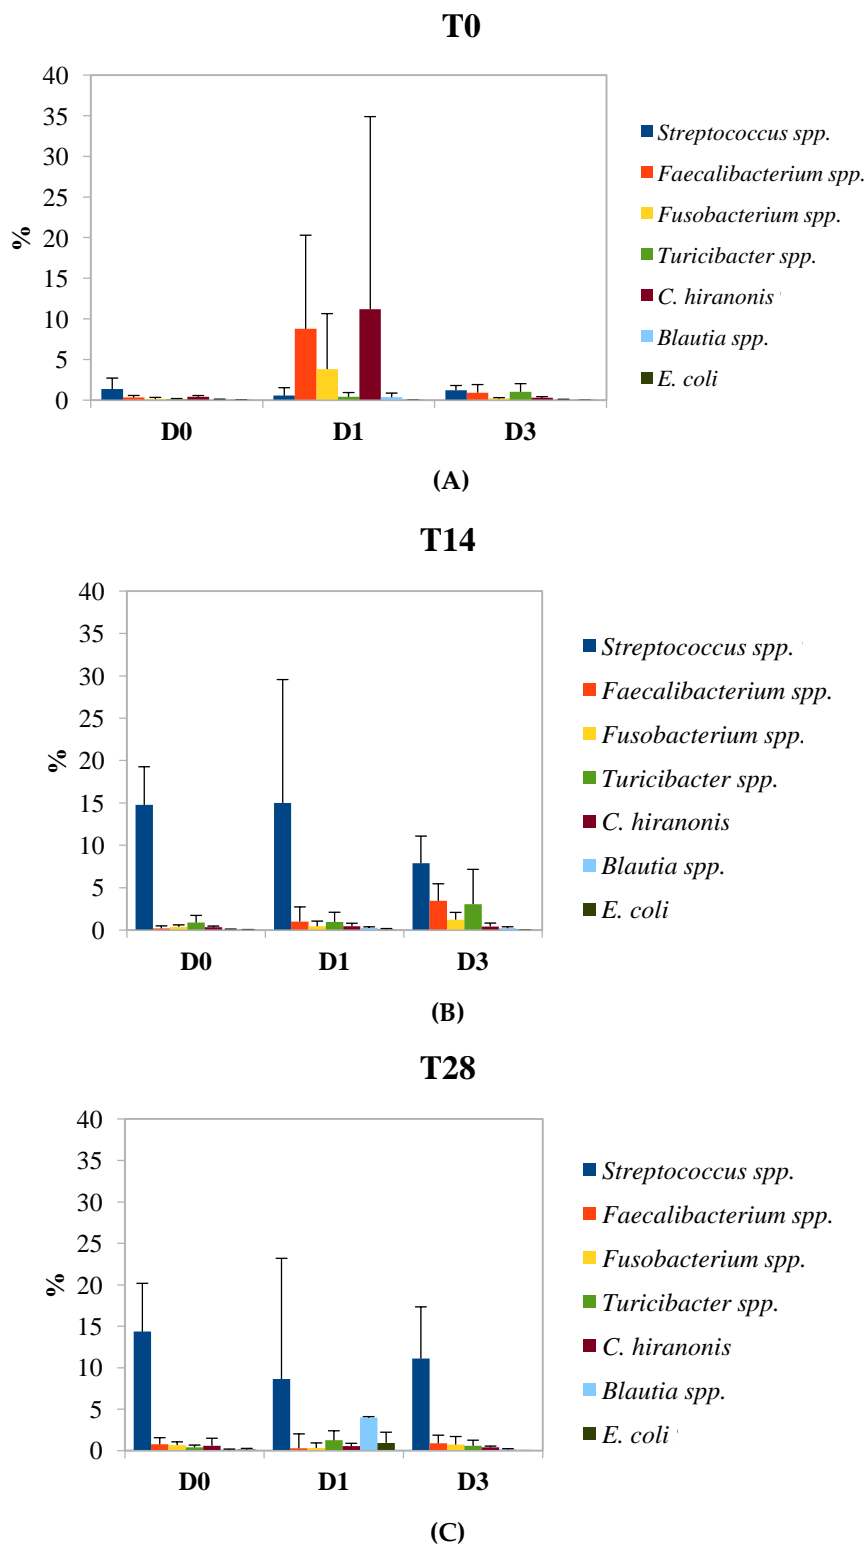 T0
40
35
30
25
20
15
10
5
0
%
D0 D1 D3
Streptococcus spp.
Faecalibacterium spp.
Fusobacterium spp.
Turicibacter spp.
C. hiranonis
Blautia spp.
E. coli
(A)
T14
40
35
30
25
20
15
10
5
0
%
D0 D1 D3
Streptococcus spp.
Faecalibacterium spp.
Fusobacterium spp.
Turicibacter spp.
C. hiranonis
Blautia spp.
E. coli
(B)
T28
40
35
30
25
20
15
10
5
0
%
D0 D1 D3
Streptococcus spp.
Faecalibacterium spp.
Fusobacterium spp.
Turicibacter spp.
C. hiranonis
Blautia spp.
E. coli
(C)